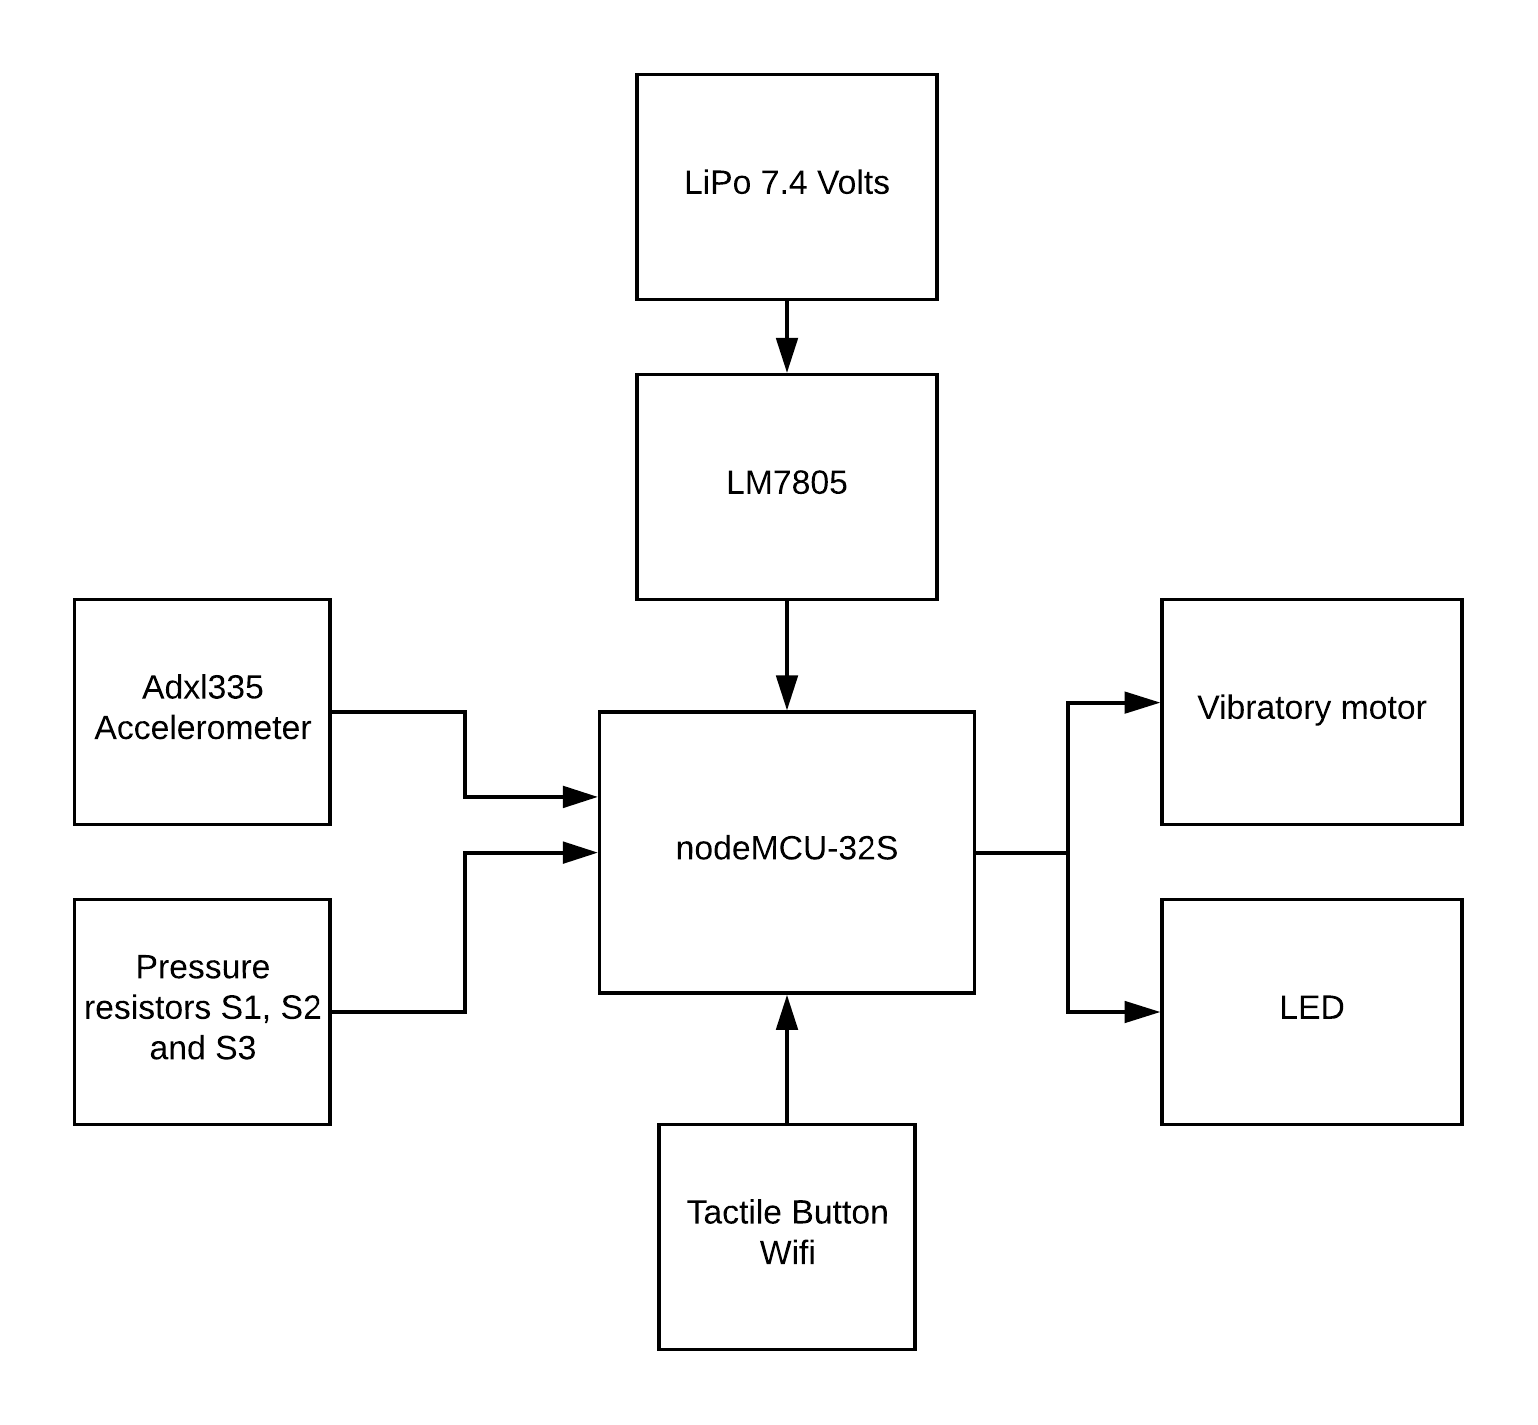 LiPo 7.4 Volts
LM7805
Adxl335
Accelerometer
Vibratory motor
nodeMCU-32S
Pressure
resistors S1, S2
and S3
LED
Tactile Button
Wifi